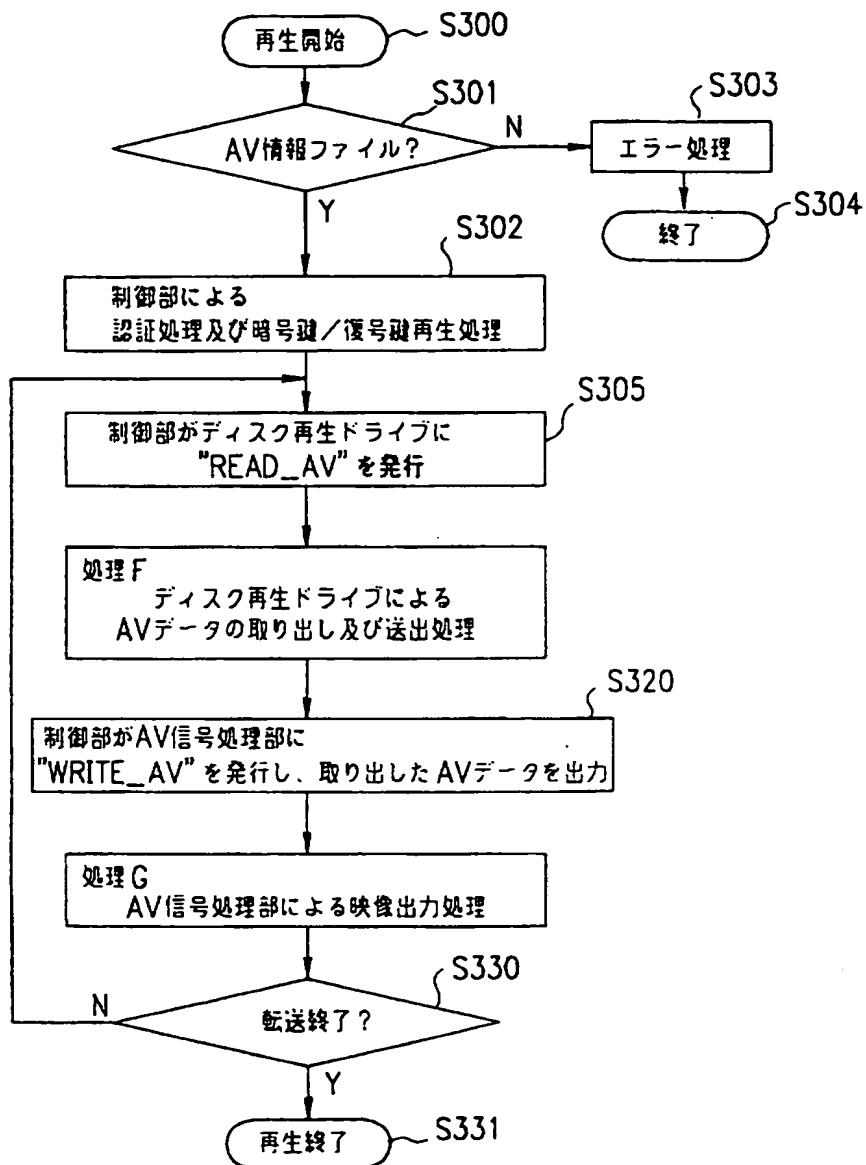 再生開始
S300
S301
AV情報ファイル?
N
S303
エラー処理
Y
S304
終了
S302
制御部による
認証処理及び暗号鍵/復号鍵再生処理
S305
制御部がディスク再生ドライブに
"READ_AV"を発行
処理F
ディスク再生ドライブによる
AVデータの取り出し及び送出処理
S320
制御部がAV信号処理部に
"WRITE_AV"を発行し、取り出したAVデータを出力
処理G
AV信号処理部による映像出力処理
S330
N
転送終了?
Y
再生終了
S331